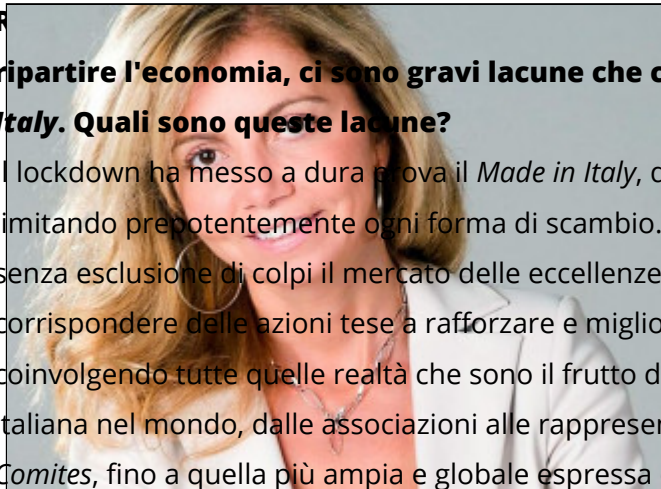 R
ripartire l'economia, ci sono gravi lacune che c
Italy. Quali sono queste lacune?
l lockdown ha messo a dura prova il Made in Italy, c
imitando prepotentemente ogni forma di scambio.
senza esclusione di colpi il mercato delle eccellenze
corrispondere delle azioni tese a rafforzare e miglio
coinvolgendo tutte quelle realtà che sono il frutto d
taliana nel mondo, dalle associazioni alle rappresen
Comites, fino a quella più ampia e globale espressa